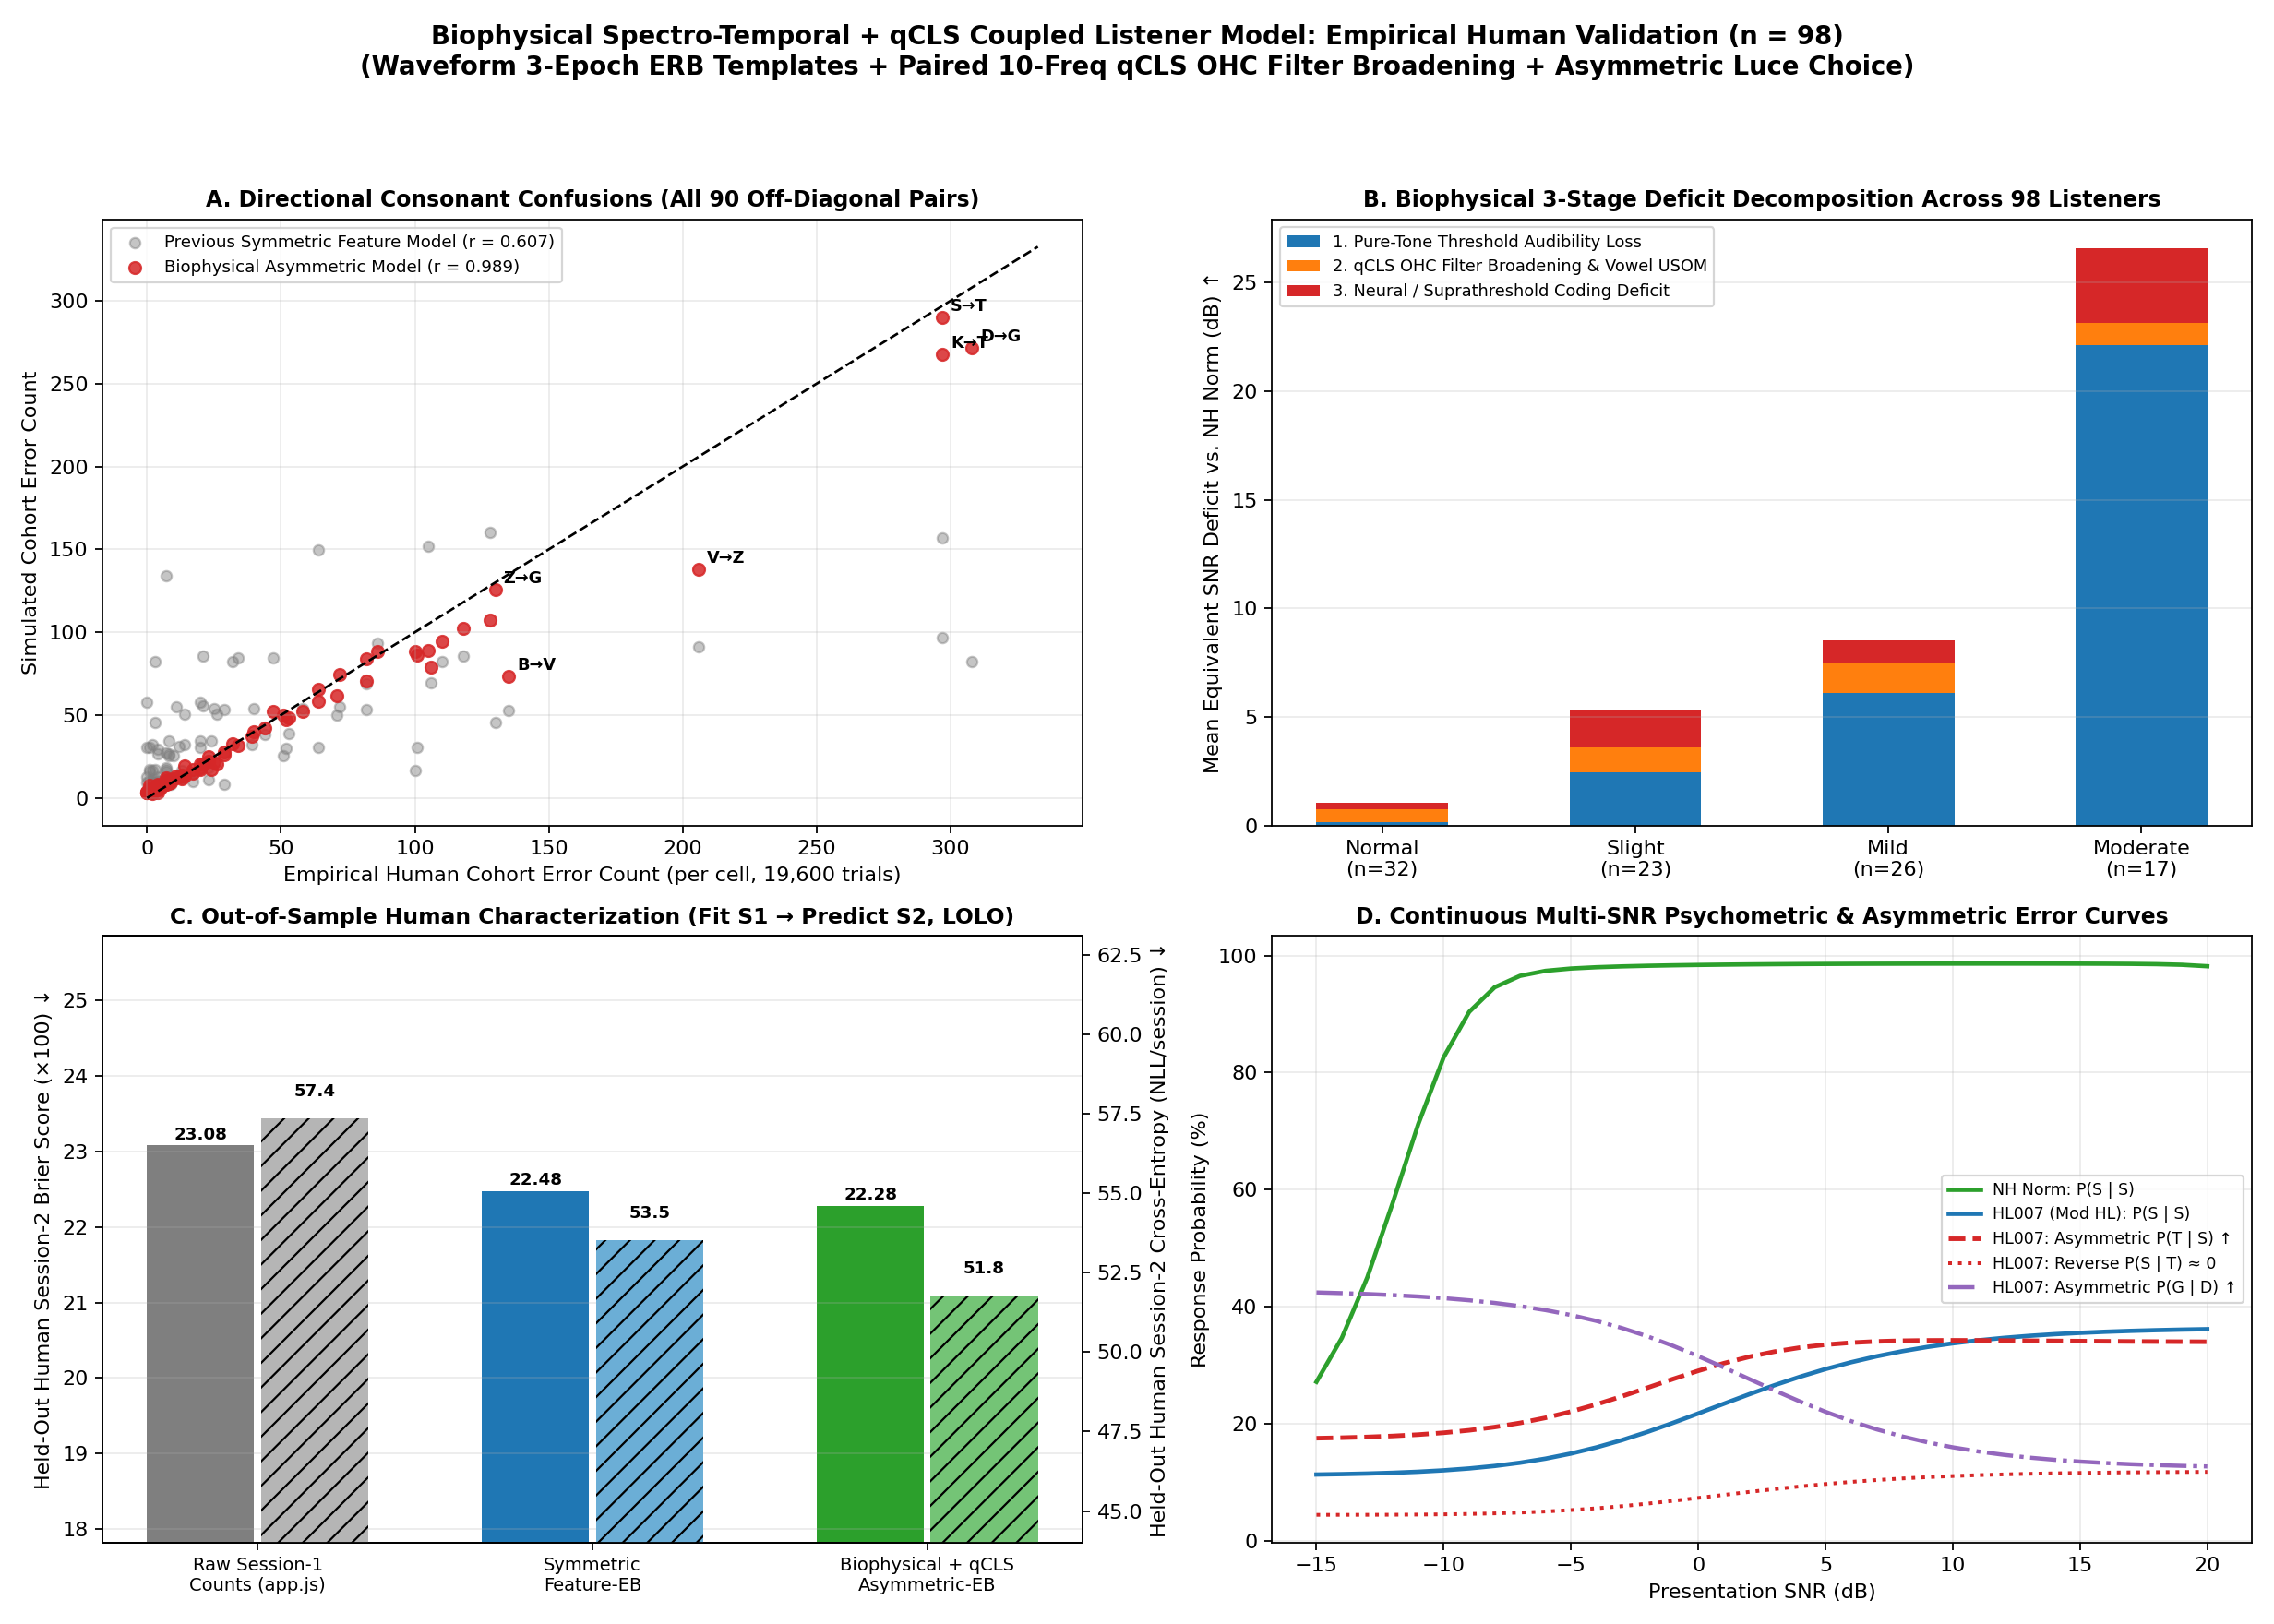 Biophysical Spectro-Temporal + qCLS Coupled Listener Model: Empirical Human Validation (n = 98)
(Waveform 3-Epoch ERB Templates + Paired 10-Freq qCLS OHC Filter Broadening + Asymmetric Luce Choice)
A. Directional Consonant Confusions (All 90 Off-Diagonal Pairs)
Previous Symmetric Feature Model (r = 0.607)
Biophysical Asymmetric Model (r = 0.989)
Simulated Cohort Error Count
300
250
200
150
100
50
0
S→T
D→G
K→T
V→Z
Z→G
B→V
0
50
100
150
200
250
300
Empirical Human Cohort Error Count (per cell, 19,600 trials)
B. Biophysical 3-Stage Deficit Decomposition Across 98 Listeners
1. Pure-Tone Threshold Audibility Loss
2. qCLS OHC Filter Broadening & Vowel USOM
3. Neural / Suprathreshold Coding Deficit
Mean Equivalent SNR Deficit vs. NH Norm (dB) ↑
25
20
15
10
5
0
Normal
(n=32)
Slight
(n=23)
Mild
(n=26)
Moderate
(n=17)
C. Out-of-Sample Human Characterization (Fit S1 → Predict S2, LOLO)
Held-Out Human Session-2 Brier Score (×100) ↓
25
24
23
22
21
20
19
18
23.08
57.4
22.48
53.5
22.28
51.8
62.5
60.0
57.5
55.0
52.5
50.0
47.5
45.0
Held-Out Human Session-2 Cross-Entropy (NLL/session) ↓
Raw Session-1
Counts (app.js)
Symmetric
Feature-EB
Biophysical + qCLS
Asymmetric-EB
D. Continuous Multi-SNR Psychometric & Asymmetric Error Curves
Response Probability (%)
100
80
60
40
20
0
NH Norm: P(S | S)
HL007 (Mod HL): P(S | S)
HL007: Asymmetric P(T | S) ↑
HL007: Reverse P(S | T) ≈ 0
HL007: Asymmetric P(G | D) ↑
−15
−10
−5
0
5
10
15
20
Presentation SNR (dB)